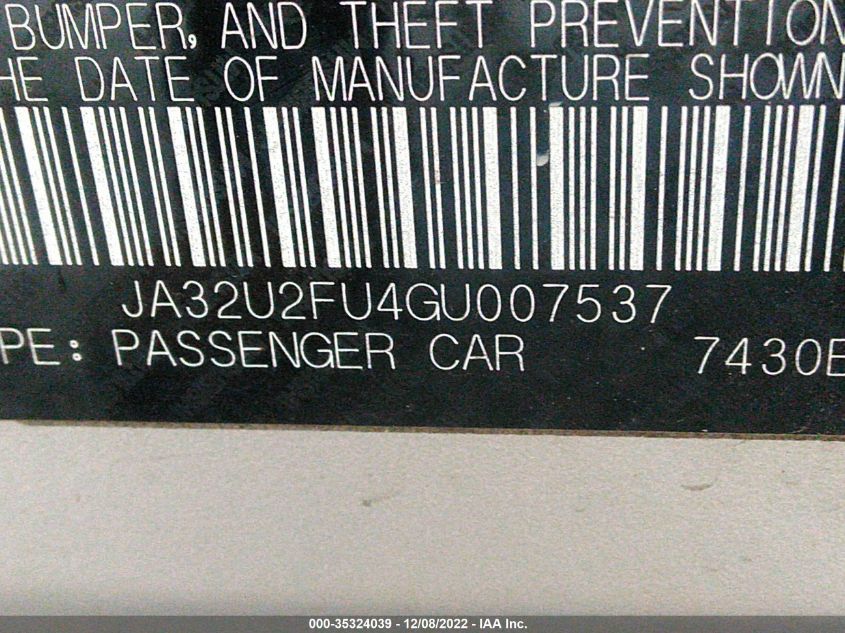 BUMPER, AND THEFT PREVENTION
HE DATE OF MANUFACTURE SHOWN
JA32U2FU4GU007537
PE: PASSENGER CAR 7430E
000-35324039 - 12/08/2022 - IAA Inc.